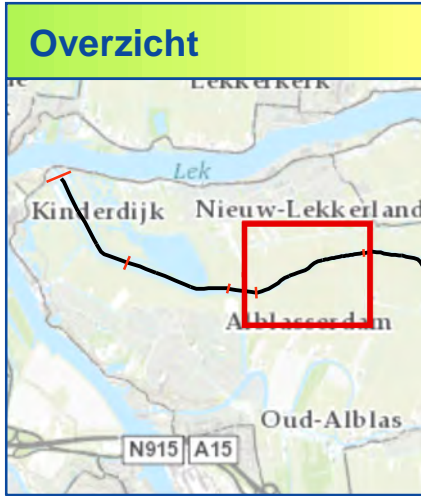 Overzicht
Lekkerkerk
Lek
Kinderdijk
Nieuw-Lekkerland
Alblasserdam
Oud-Alblas
N915
A15